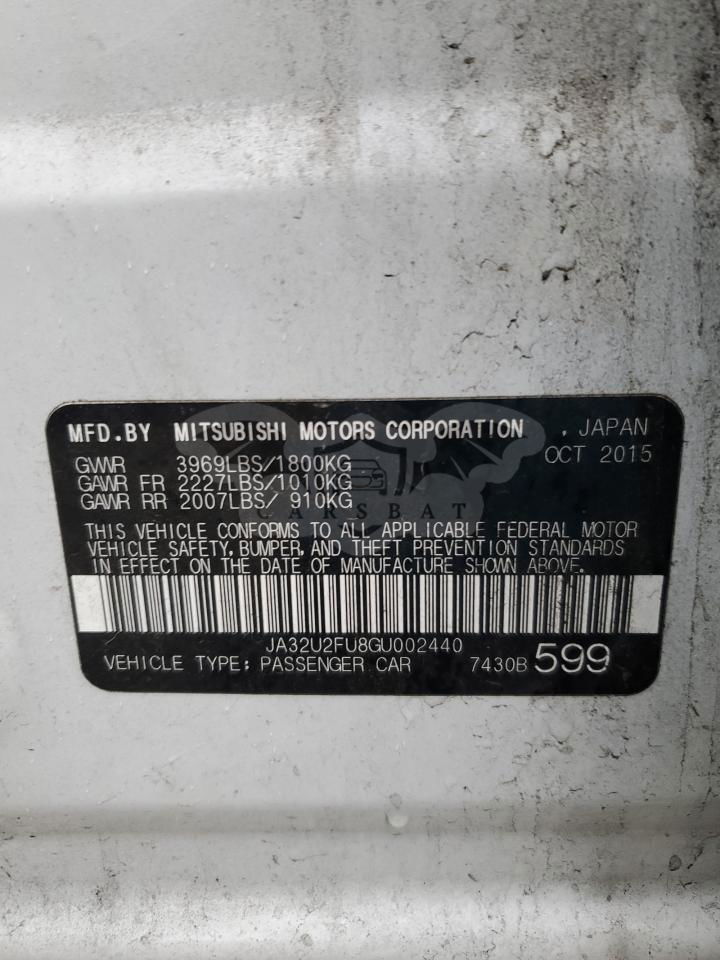 MFD.BY MITSUBISHI MOTORS CORPORATION , JAPAN
GVWR 3969LBS/1800KG OCT 2015
GAWR FR 2227LBS/1010KG
GAWR RR 2007LBS/ 910KG
CARSBAT
THIS VEHICLE CONFORMS TO ALL APPLICABLE FEDERAL MOTOR
VEHICLE SAFETY, BUMPER, AND THEFT PREVENTION STANDARDS
IN EFFECT ON THE DATE OF MANUFACTURE SHOWN ABOVE.
JA32U2FU8GU002440
VEHICLE TYPE: PASSENGER CAR 7430B 599